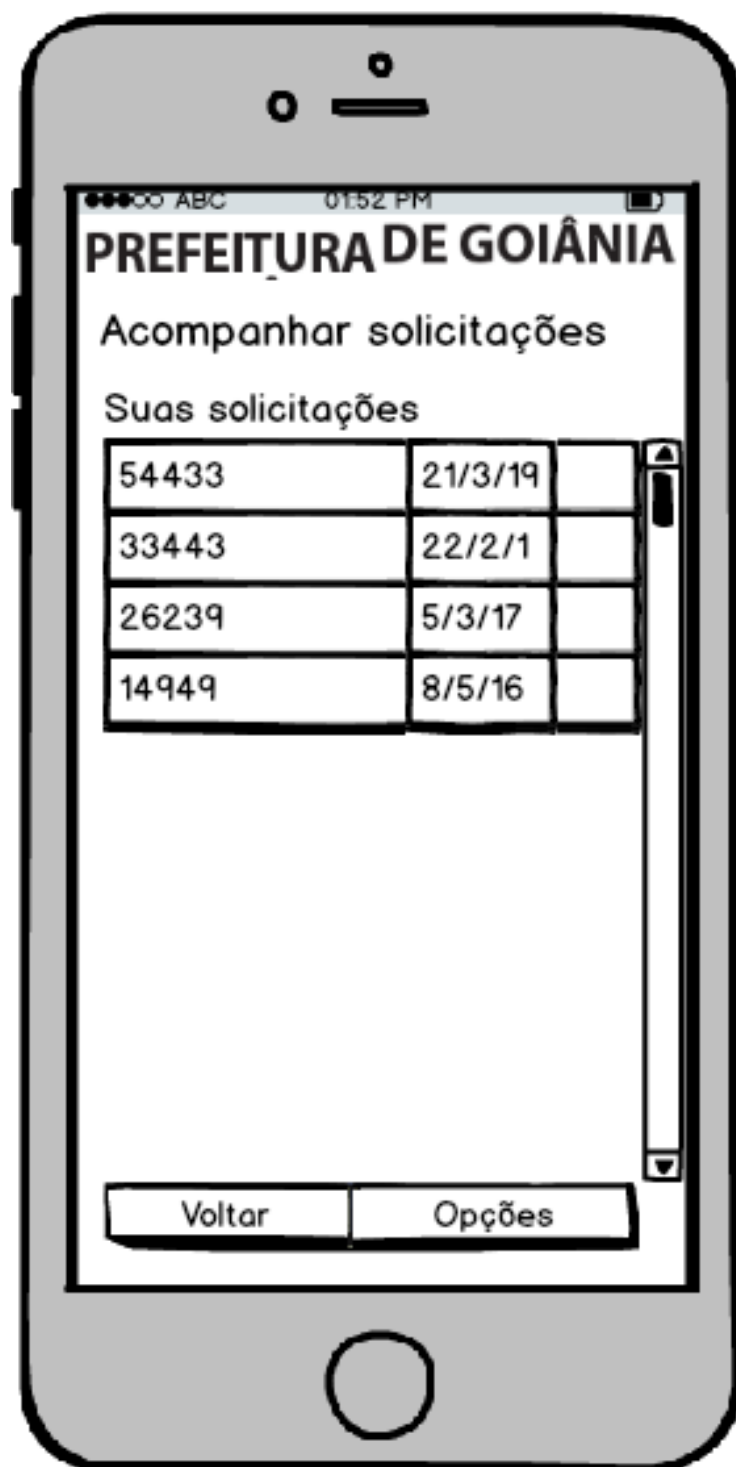 ABC 01:52 PM
PREFEITURA DE GOIÂNIA
Acompanhar solicitações
Suas solicitações
54433 21/3/19
33443 22/2/1
26239 5/3/17
14949 8/5/16
Voltar Opções